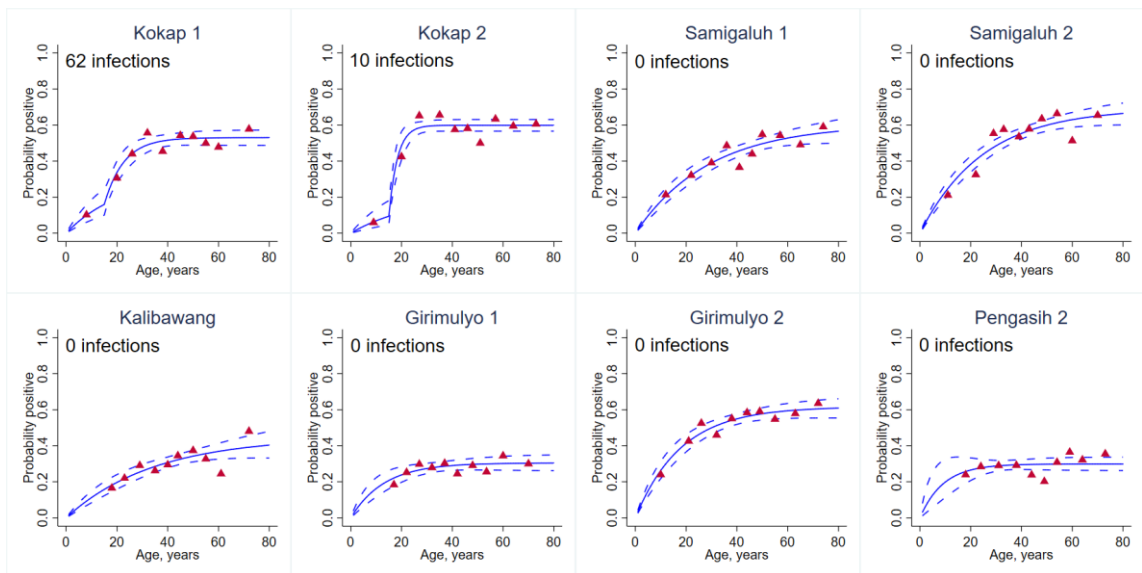 Kokap 1
62 infections
Probability positive
0.0 0.2 0.4 0.6 0.8 1.0
0 20 40 60 80
Age, years
Kokap 2
10 infections
Probability positive
0.0 0.2 0.4 0.6 0.8 1.0
0 20 40 60 80
Age, years
Samigaluh 1
0 infections
Probability positive
0.0 0.2 0.4 0.6 0.8 1.0
0 20 40 60 80
Age, years
Samigaluh 2
0 infections
Probability positive
0.0 0.2 0.4 0.6 0.8 1.0
0 20 40 60 80
Age, years
Kalibawang
0 infections
Probability positive
0.0 0.2 0.4 0.6 0.8 1.0
0 20 40 60 80
Age, years
Girimulyo 1
0 infections
Probability positive
0.0 0.2 0.4 0.6 0.8 1.0
0 20 40 60 80
Age, years
Girimulyo 2
0 infections
Probability positive
0.0 0.2 0.4 0.6 0.8 1.0
0 20 40 60 80
Age, years
Pengasih 2
0 infections
Probability positive
0.0 0.2 0.4 0.6 0.8 1.0
0 20 40 60 80
Age, years